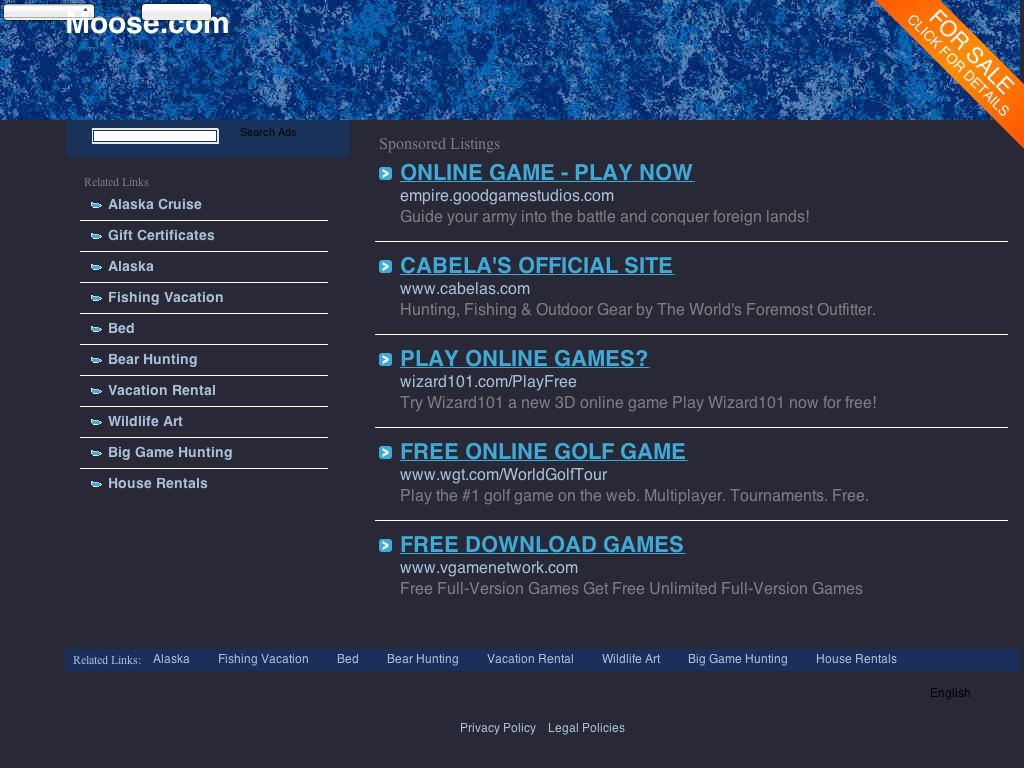 Moose.com
FOR SALE
CLICK FOR DETAILS
Search Ads
Related Links
Alaska Cruise
Gift Certificates
Alaska
Fishing Vacation
Bed
Bear Hunting
Vacation Rental
Wildlife Art
Big Game Hunting
House Rentals
Sponsored Listings
ONLINE GAME - PLAY NOW
empire.goodgamestudios.com
Guide your army into the battle and conquer foreign lands!
CABELA'S OFFICIAL SITE
www.cabelas.com
Hunting, Fishing & Outdoor Gear by The World's Foremost Outfitter.
PLAY ONLINE GAMES?
wizard101.com/PlayFree
Try Wizard101 a new 3D online game Play Wizard101 now for free!
FREE ONLINE GOLF GAME
www.wgt.com/WorldGolfTour
Play the #1 golf game on the web. Multiplayer. Tournaments. Free.
FREE DOWNLOAD GAMES
www.vgamenetwork.com
Free Full-Version Games Get Free Unlimited Full-Version Games
Related Links: Alaska Fishing Vacation Bed Bear Hunting Vacation Rental Wildlife Art Big Game Hunting House Rentals
English
Privacy Policy Legal Policies